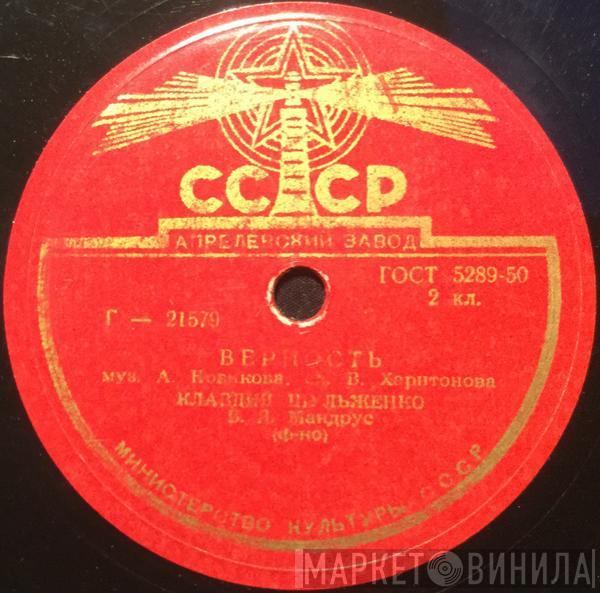 СССР
АПРЕЛЕВСКИЙ ЗАВОД
ГОСТ 5289-50
2 кл.
Г — 21579
ВЕРНОСТЬ
муз. А. Новикова, сл. В. Харитонова
КЛАВДИЙ ШУЛЬЖЕНКО
Б. Л. Мандрус
(ф-но)
МИНИСТЕРСТВО КУЛЬТУРЫ СССР
МАРКЕТ ВИНИЛА